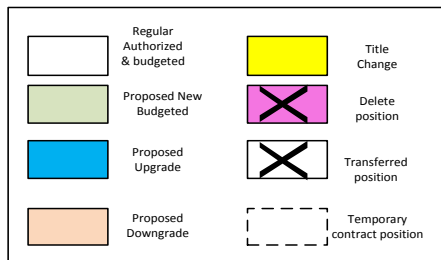 Regular
Authorized
& budgeted
Title
Change
Proposed New
Budgeted
Delete
position
Proposed
Upgrade
Transferred
position
Proposed
Downgrade
Temporary
contract position